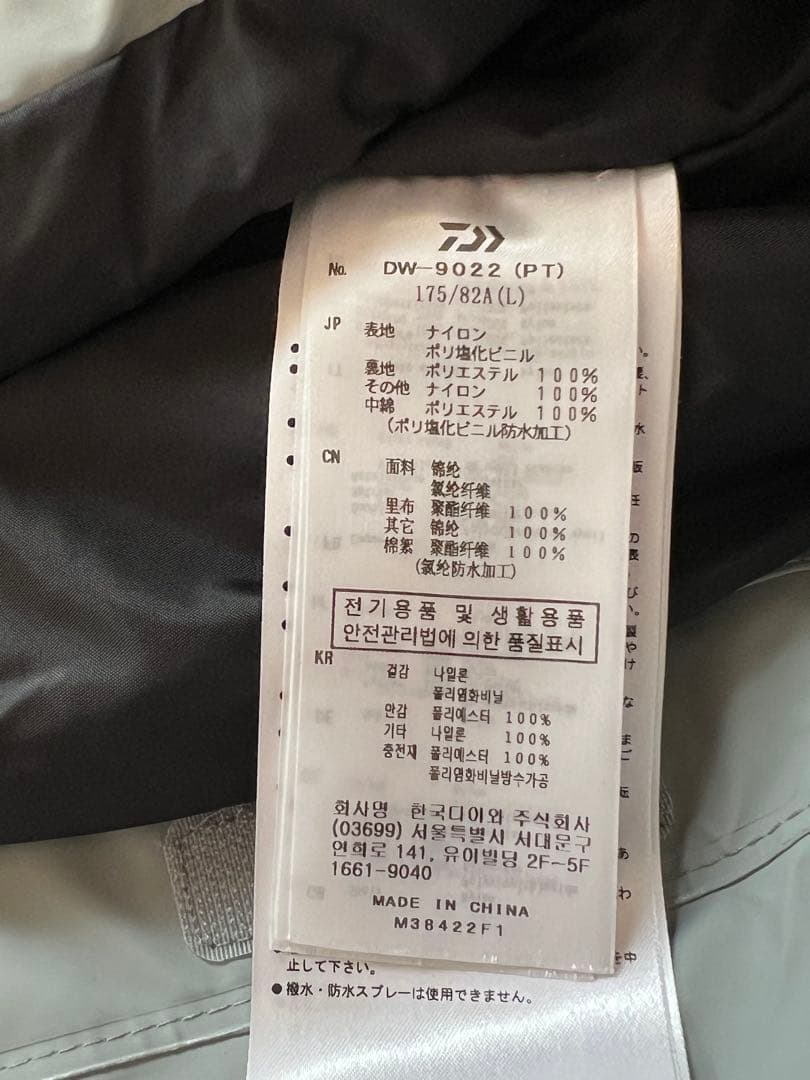 No. DW-9022 (PT)
175/82A(L)
JP 表地 ナイロン
ポリ塩化ビニル
裏地 ポリエステル 100%
その他 ナイロン 100%
中綿 ポリエステル 100%
(ポリ塩化ビニル防水加工)
CN 面料 锦纶
氯纶纤维
里布 聚酯纤维 100%
其它 锦纶 100%
棉絮 聚酯纤维 100%
(氯纶防水加工)
전기용품 및 생활용품
안전관리법에 의한 품질표시
KR 겉감 나일론
폴리염화비닐
안감 폴리에스터 100%
기타 나일론 100%
충전재 폴리에스터 100%
폴리염화비닐방수가공
회사명 한국다이와 주식회사
(03699) 서울특별시 서대문구
연희로 141, 유이빌딩 2F~5F
1661-9040
MADE IN CHINA
M38422F1
止して下さい。
●撥水・防水スプレーは使用できません。